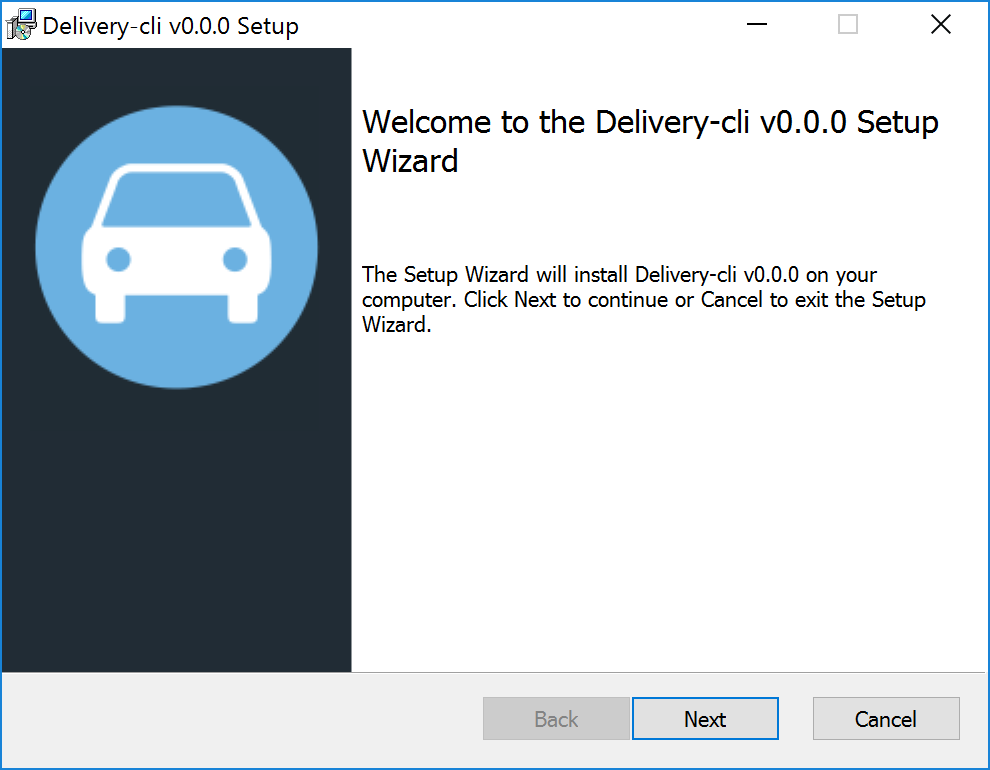 Delivery-cli v0.0.0 Setup
Welcome to the Delivery-cli v0.0.0 Setup
Wizard
The Setup Wizard will install Delivery-cli v0.0.0 on your
computer. Click Next to continue or Cancel to exit the Setup
Wizard.
Back
Next
Cancel